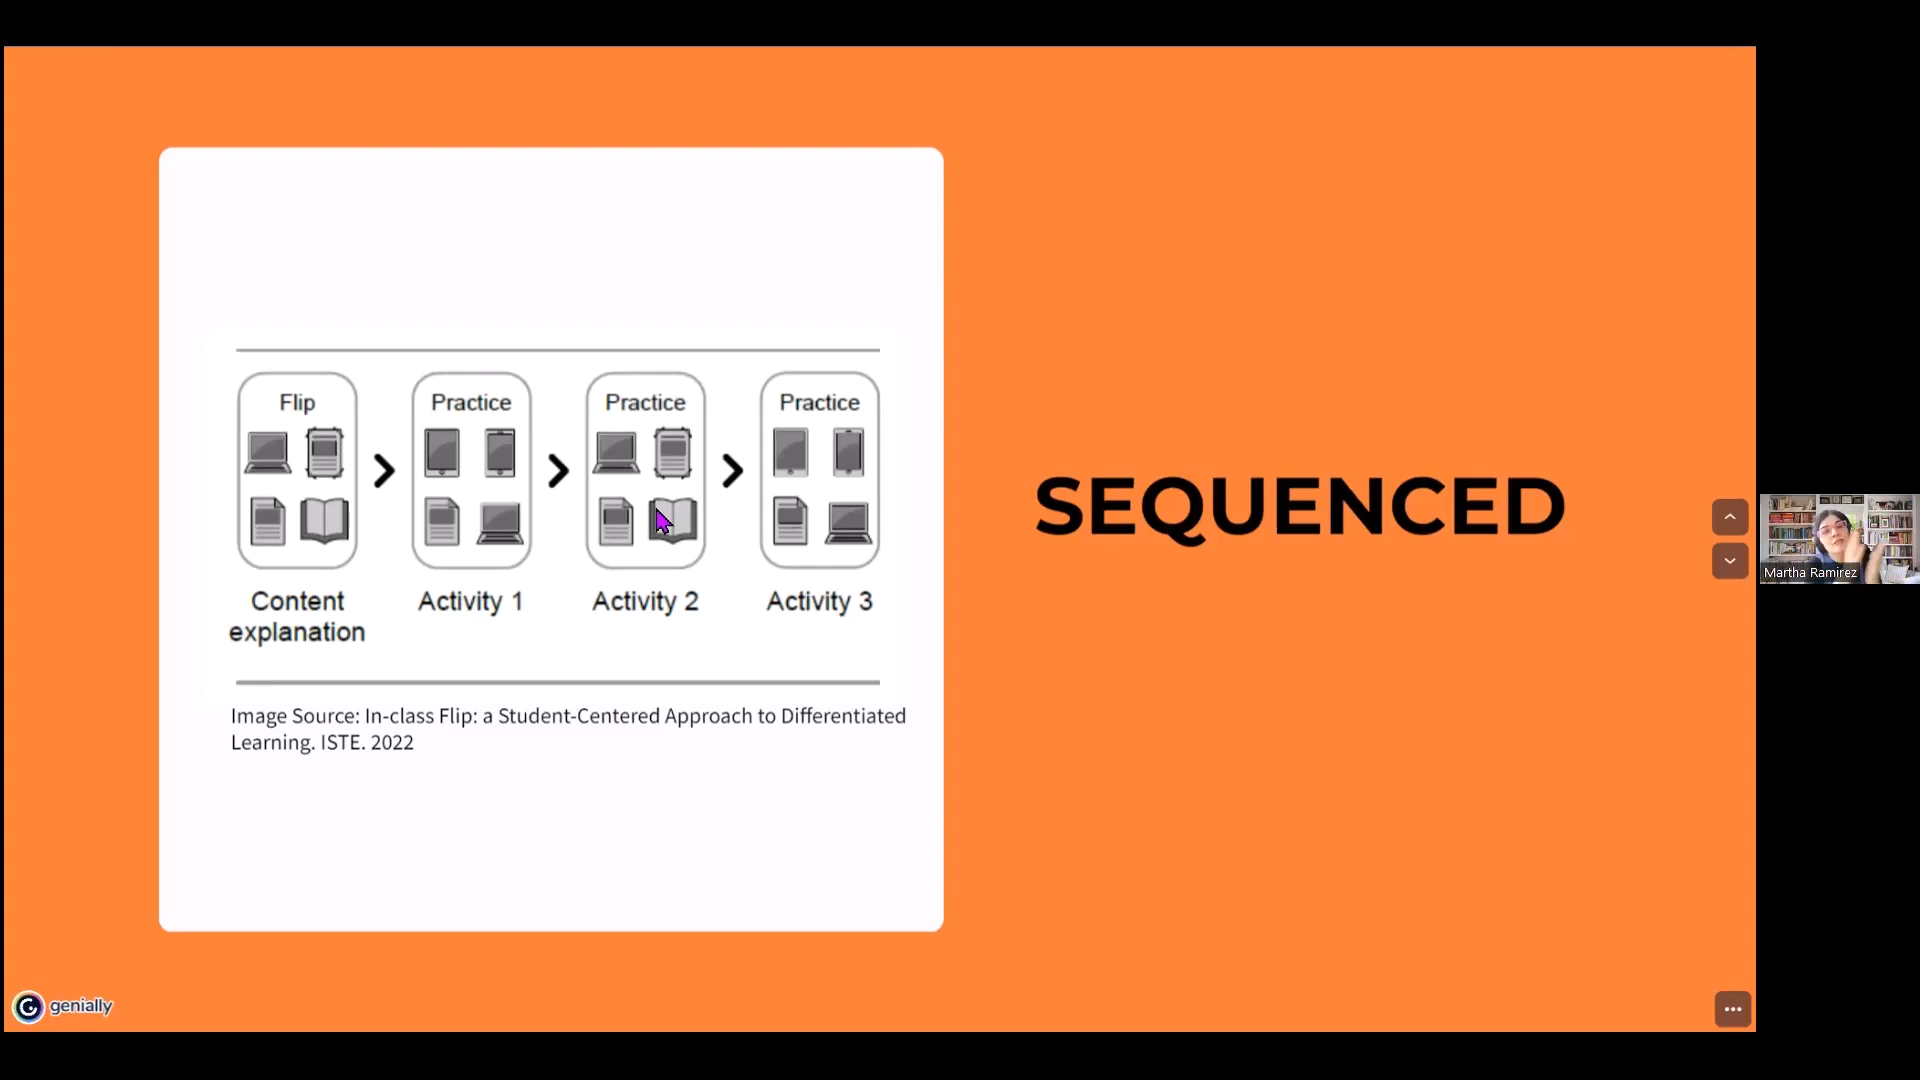 Flip
Practice
Practice
Practice
Content
explanation
Activity 1
Activity 2
Activity 3
Image Source: In-class Flip: a Student-Centered Approach to Differentiated
Learning. ISTE. 2022
SEQUENCED
Martha Ramirez
genially